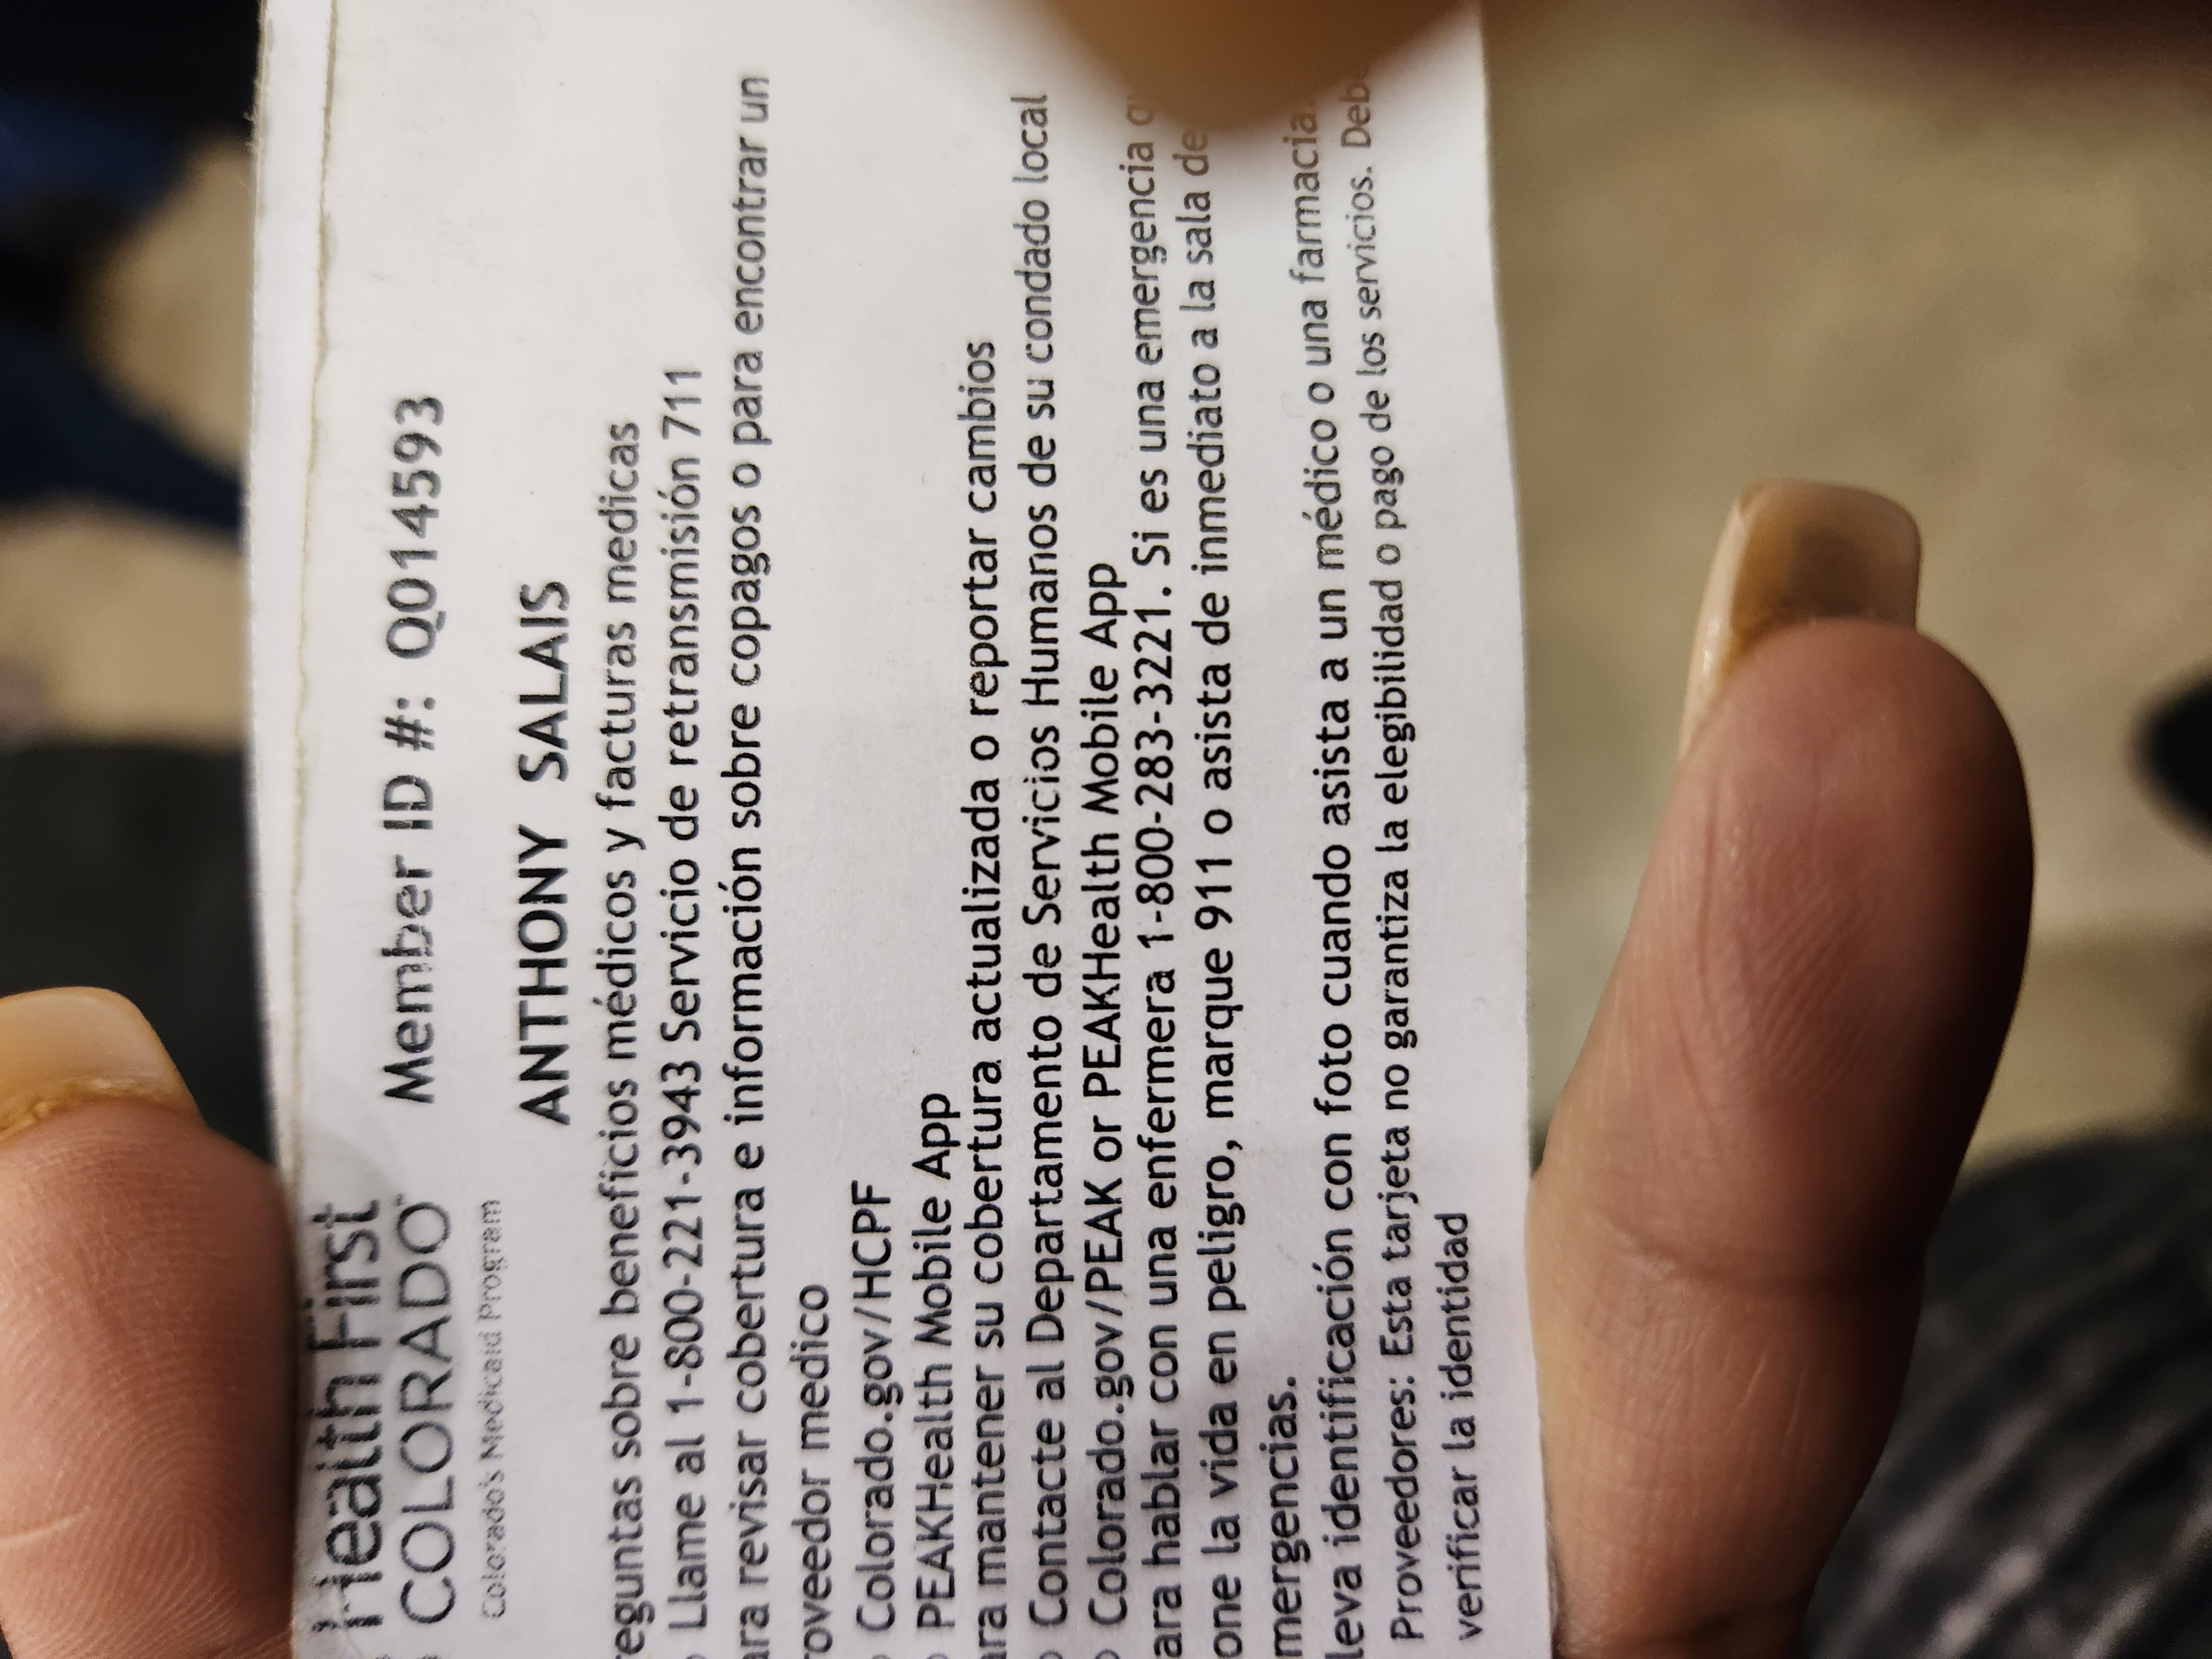 Health First
COLORADO
Colorado's Medicaid Program
Member ID #: Q014593
ANTHONY SALAIS
reguntas sobre beneficios médicos y facturas medicas
Llame al 1-800-221-3943 Servicio de retransmisión 711
ara revisar cobertura e información sobre copagos o para encontrar un
roveedor medico
Colorado.gov/HCPF
PEAKHealth Mobile App
ara mantener su cobertura actualizada o reportar cambios
Contacte al Departamento de Servicios Humanos de su condado local
Colorado.gov/PEAK or PEAKHealth Mobile App
ara hablar con una enfermera 1-800-283-3221. Si es una emergencia
one la vida en peligro, marque 911 o asista de inmediato a la sala de
mergencias.
leva identificación con foto cuando asista a un médico o una farmacia
Proveedores: Esta tarjeta no garantiza la elegibilidad o pago de los servicios. Deb
verificar la identidad